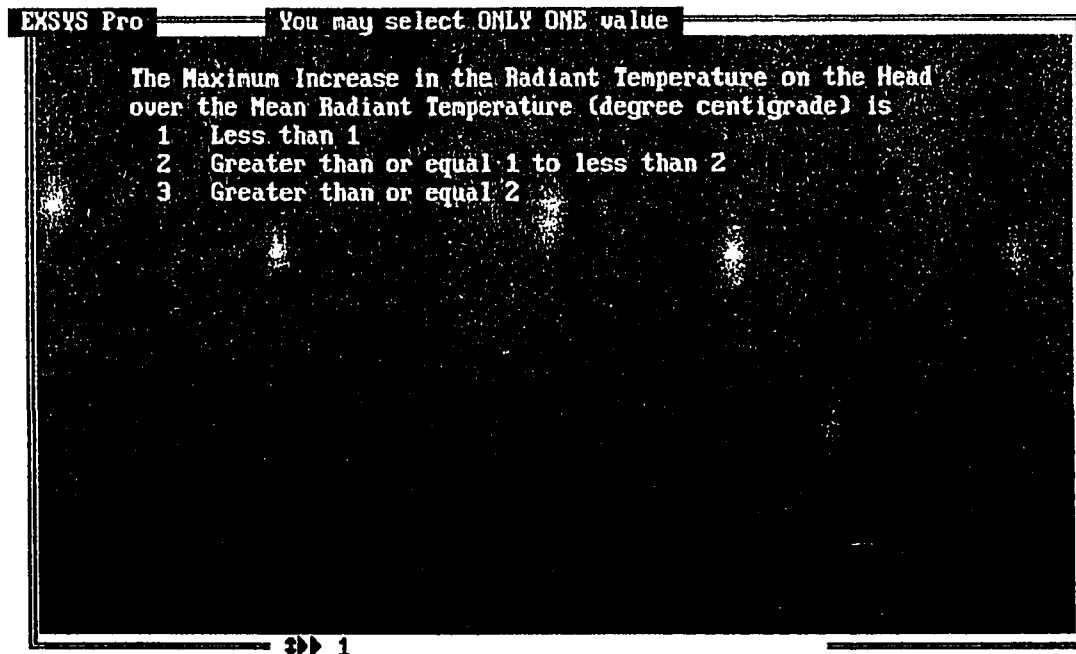 EXSYS Pro You may select ONLY ONE value
The Maximum Increase in the Radiant Temperature on the Head
over the Mean Radiant Temperature (degree centigrade) is
1 Less than 1
2 Greater than or equal 1 to less than 2
3 Greater than or equal 2
1